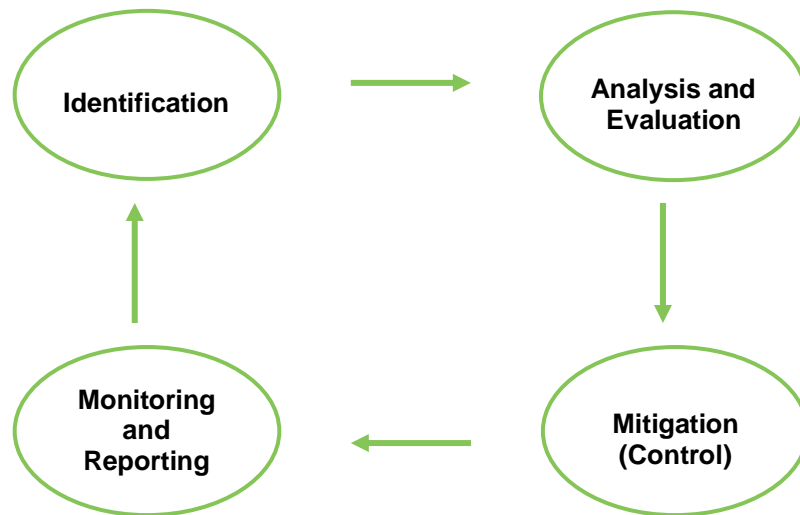 Identification
Analysis and
Evaluation
Monitoring
and
Reporting
Mitigation
(Control)